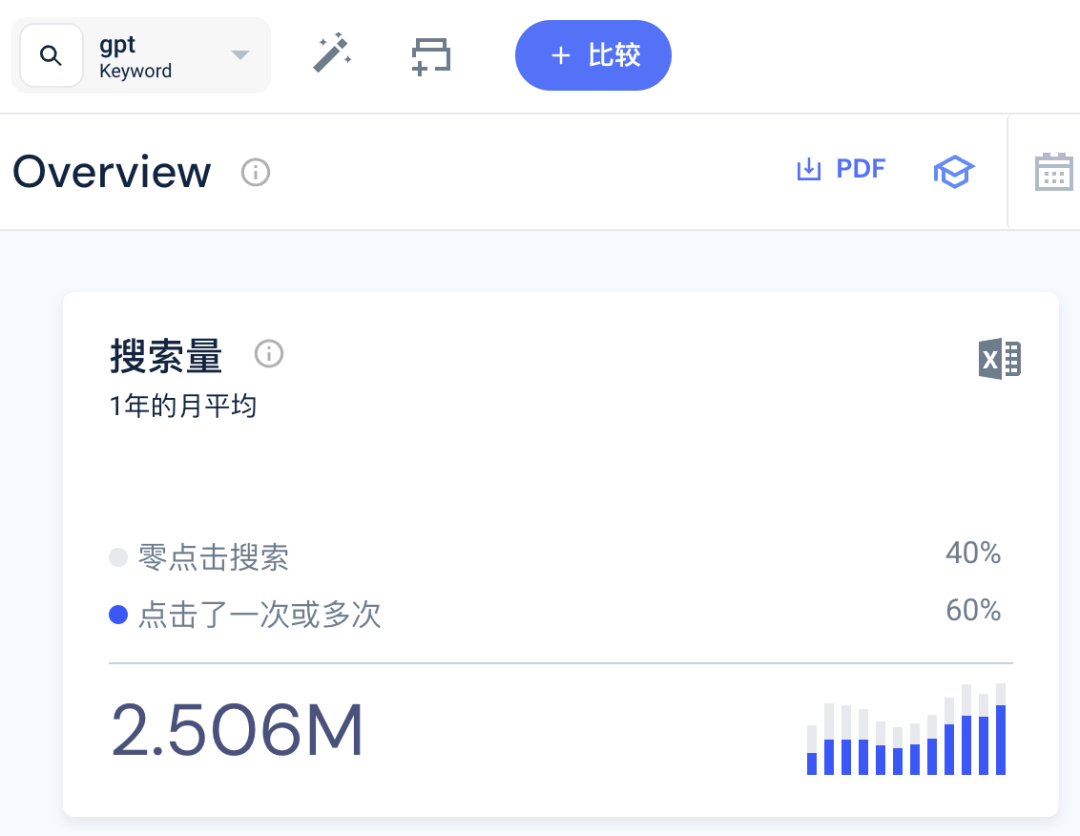 gpt
Keyword
+ 比较
Overview
PDF
搜索量
1年的月平均
零点击搜索 40%
点击了一次或多次 60%
2.506M